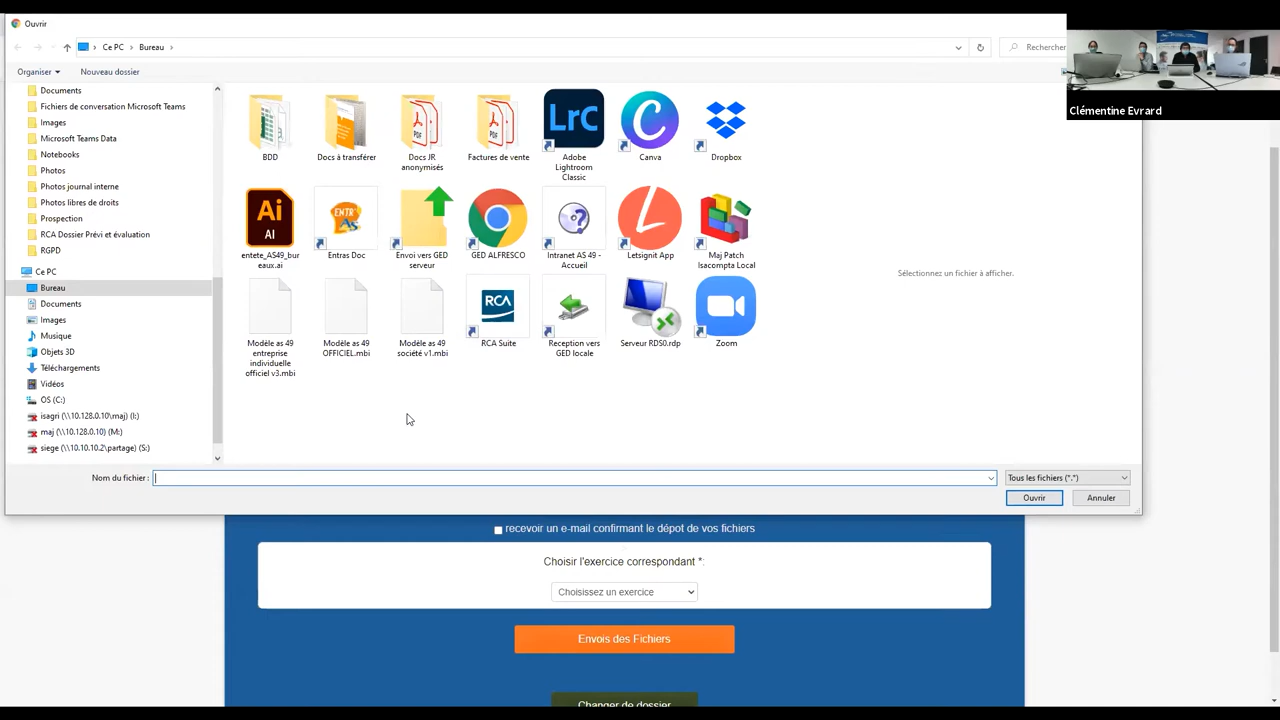 Ouvrir
Ce PC
Bureau
Rechercher
Clémentine Evrard
Organiser
Nouveau dossier
Documents
Fichiers de conversation Microsoft Teams
Images
Microsoft Teams Data
Notebooks
Photos
Photos journal interne
Photos libres de droits
Prospection
RCA Dossier Prévi et évaluation
RGPD
Ce PC
Bureau
Documents
Images
Musique
Objets 3D
Téléchargements
Vidéos
OS (C:)
isagri (\\10.128.0.10\maj) (I:)
maj (\\10.128.0.10) (M:)
siege (\\10.10.10.2\partage) (S:)
BDD
Docs à transférer
PDF
Docs JR
anonymisés
PDF
Factures de vente
LrC
Adobe
Lightroom
Classic
C
Canva
Dropbox
Ai
AI
entete_AS49_bur
eaux.ai
ENTR'
As
Entras Doc
Envoi vers GED
serveur
GED ALFRESCO
Intranet AS 49 -
Accueil
L
Letsignit App
Maj Patch
Isacompta Local
Modèle as 49
entreprise
individuelle
officiel v3.mbi
Modèle as 49
OFFICIEL.mbi
Modèle as 49
société v1.mbi
RCA
RCA Suite
Reception vers
GED locale
Serveur RDS0.rdp
Zoom
Sélectionnez un fichier à afficher.
Nom du fichier :
Tous les fichiers (*.*)
Ouvrir
Annuler
recevoir un e-mail confirmant le dépot de vos fichiers
Choisir l'exercice correspondant *:
Choisissez un exercice
Envois des Fichiers
Changer de dossier